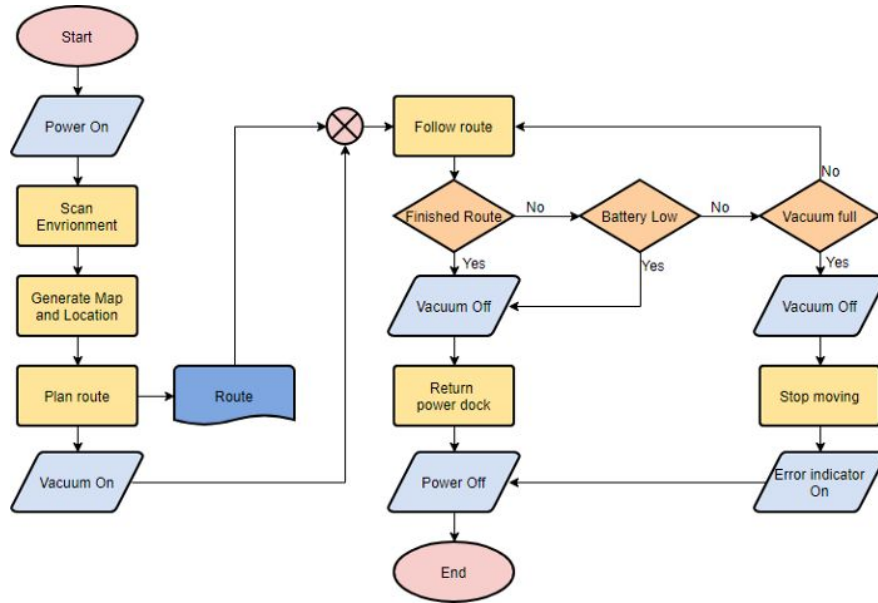 Start
Power On
Scan
Envrionment
Generate Map
and Location
Plan route
Route
Vacuum On
Follow route
Finished Route
No
Battery Low
No
Vacuum full
No
Yes
Yes
Yes
Vacuum Off
Vacuum Off
Return
power dock
Stop moving
Power Off
Error indicator
On
End